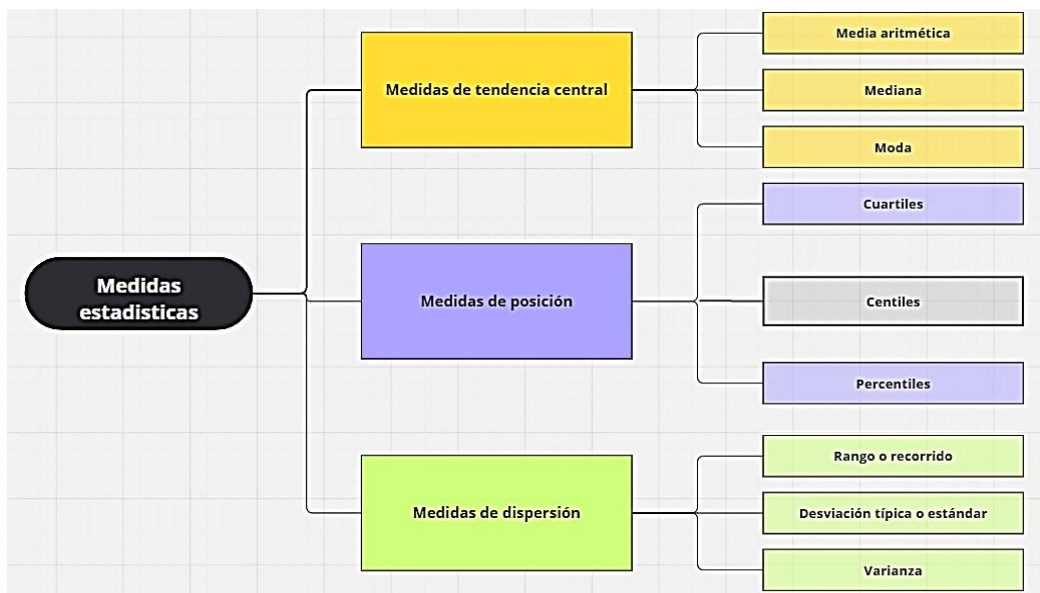 Medidas
estadisticas
Medidas de tendencia central
Media aritmética
Mediana
Moda
Medidas de posición
Cuartiles
Centiles
Percentiles
Medidas de dispersión
Rango o recorrido
Desviación típica o estándar
Varianza